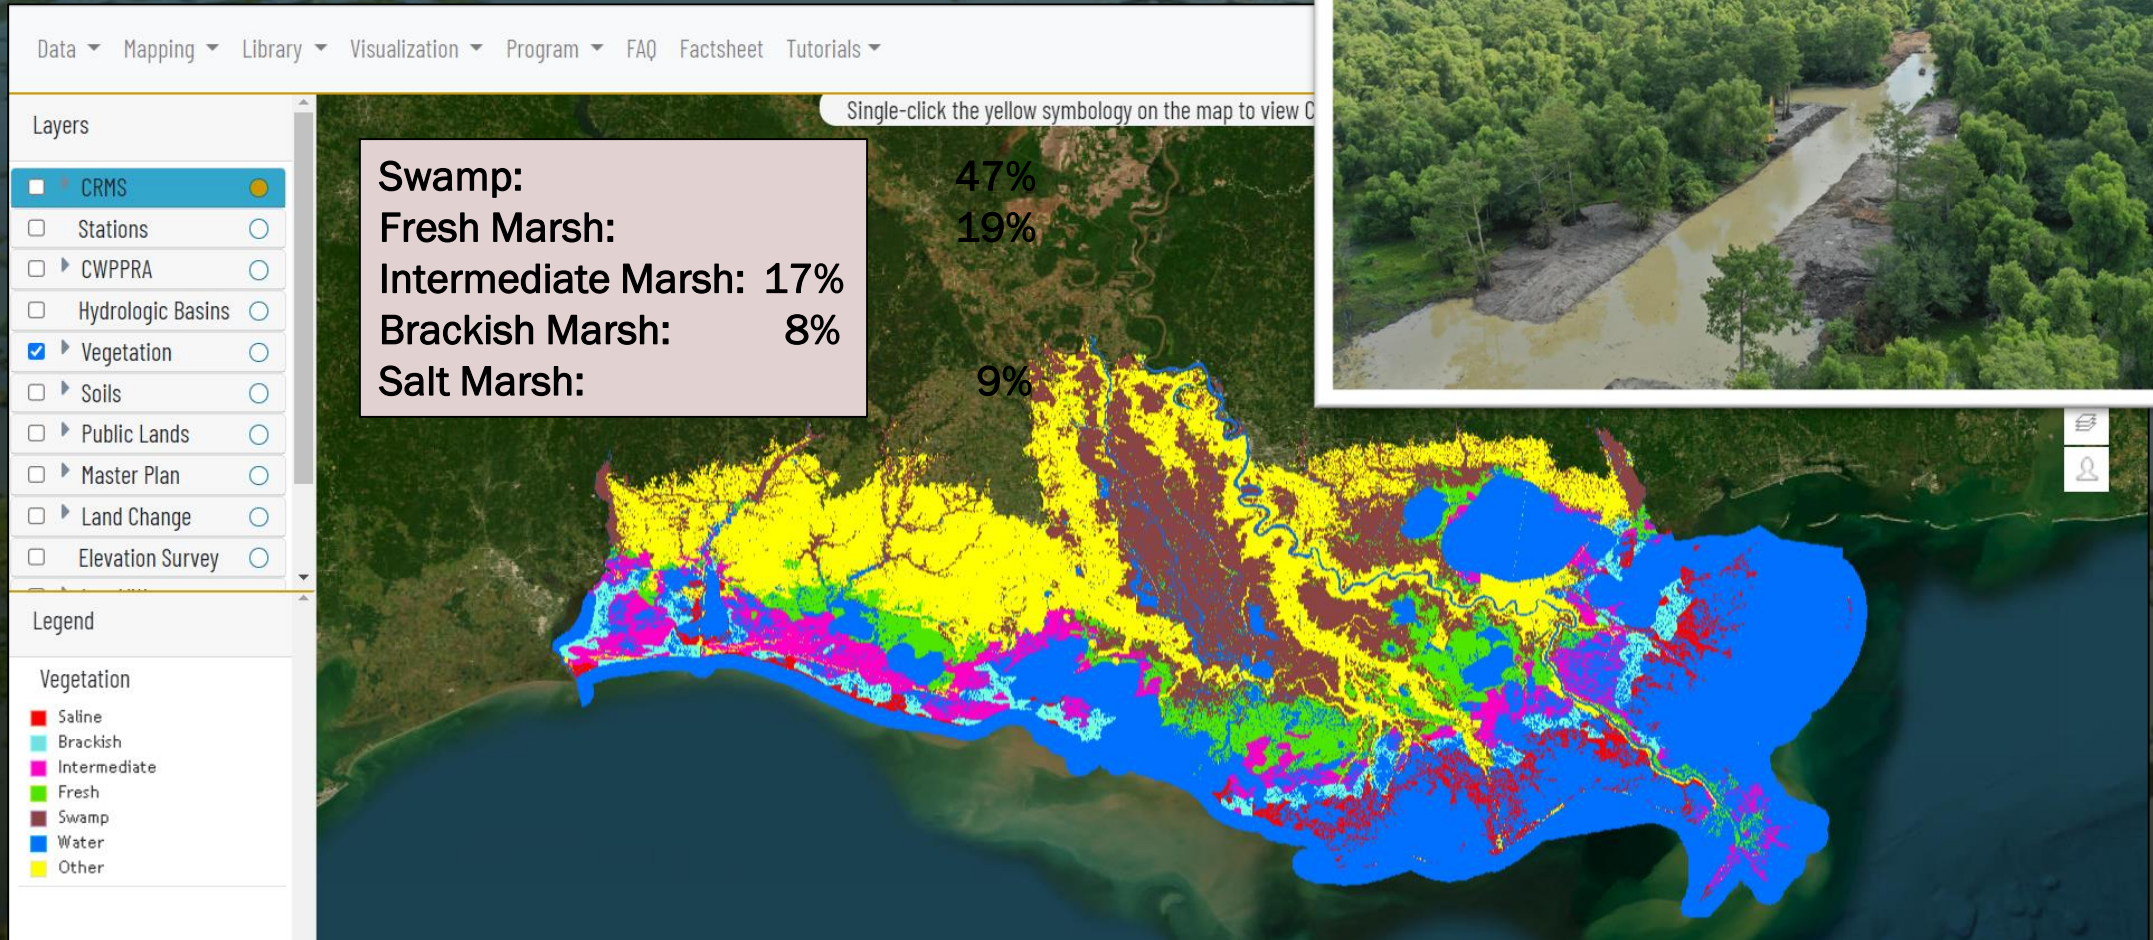 Data Mapping Library Visualization Program FAQ Factsheet Tutorials
Single-click the yellow symbology on the map to view
Layers
CRMS
Stations
CWPPRA
Hydrologic Basins
Vegetation
Soils
Public Lands
Master Plan
Land Change
Elevation Survey
Swamp: 47%
Fresh Marsh: 19%
Intermediate Marsh: 17%
Brackish Marsh: 8%
Salt Marsh: 9%
Legend
Vegetation
Saline
Brackish
Intermediate
Fresh
Swamp
Water
Other